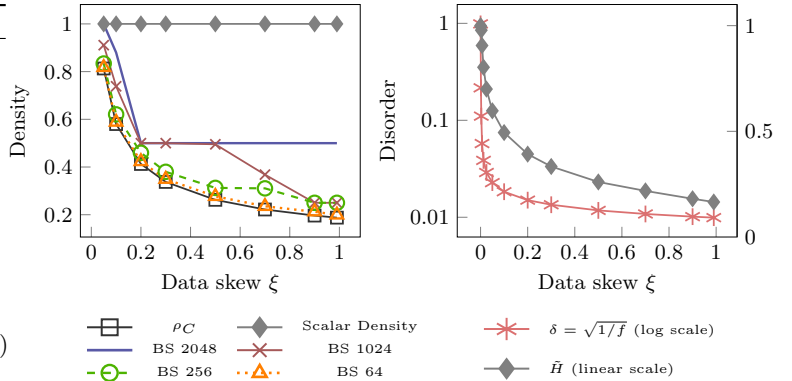 1
0.8
0.6
0.4
0.2
Density
0 0.2 0.4 0.6 0.8 1
Data skew ξ
1
0.1
0.01
Disorder
1
0.5
0
0 0.2 0.4 0.6 0.8 1
Data skew ξ
ρ_C Scalar Density
BS 2048 BS 1024
BS 256 BS 64
δ = √1/f (log scale)
H̃ (linear scale)
)